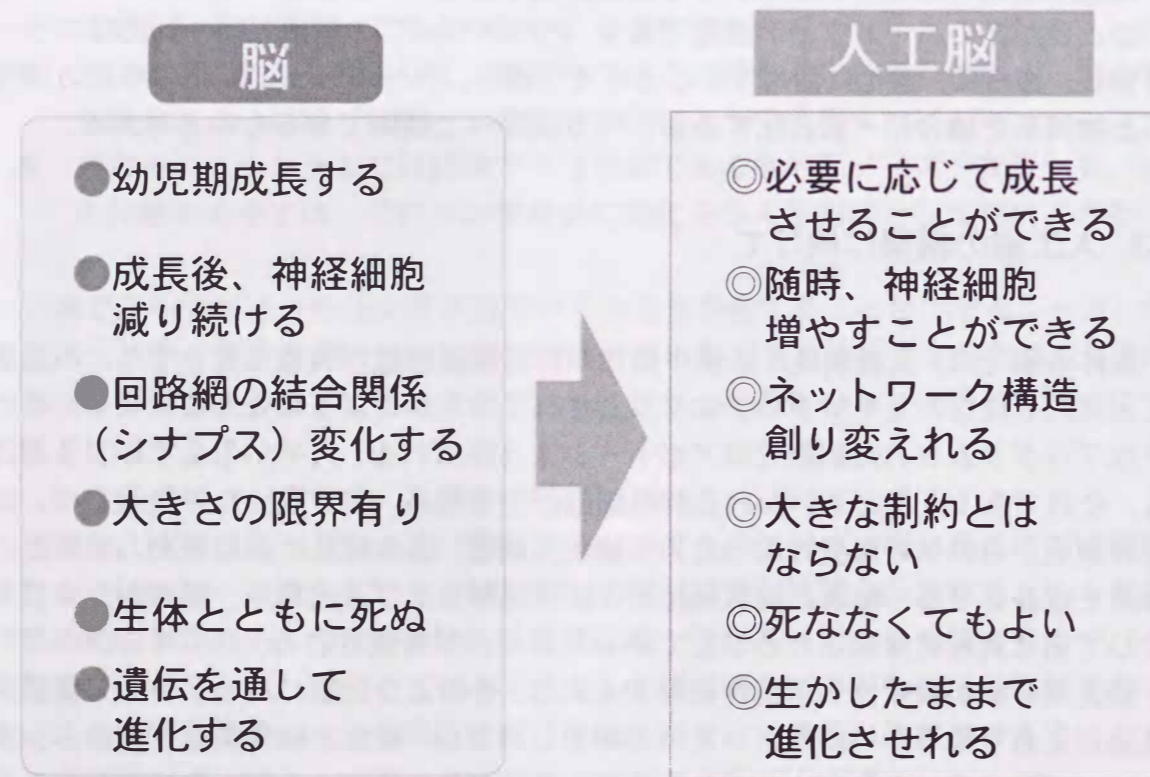 脳
●幼児期成長する
●成長後、神経細胞
減り続ける
●回路網の結合関係
(シナプス）変化する
●大きさの限界有り
●生体とともに死ぬ
●遺伝を通して
進化する
人工脳
◎必要に応じて成長
させることができる
◎随時、神経細胞
増やすことができる
◎ネットワーク構造
創り変えれる
◎大きな制約とは
ならない
◎死ななくてもよい
◎生かしたままで
進化させれる